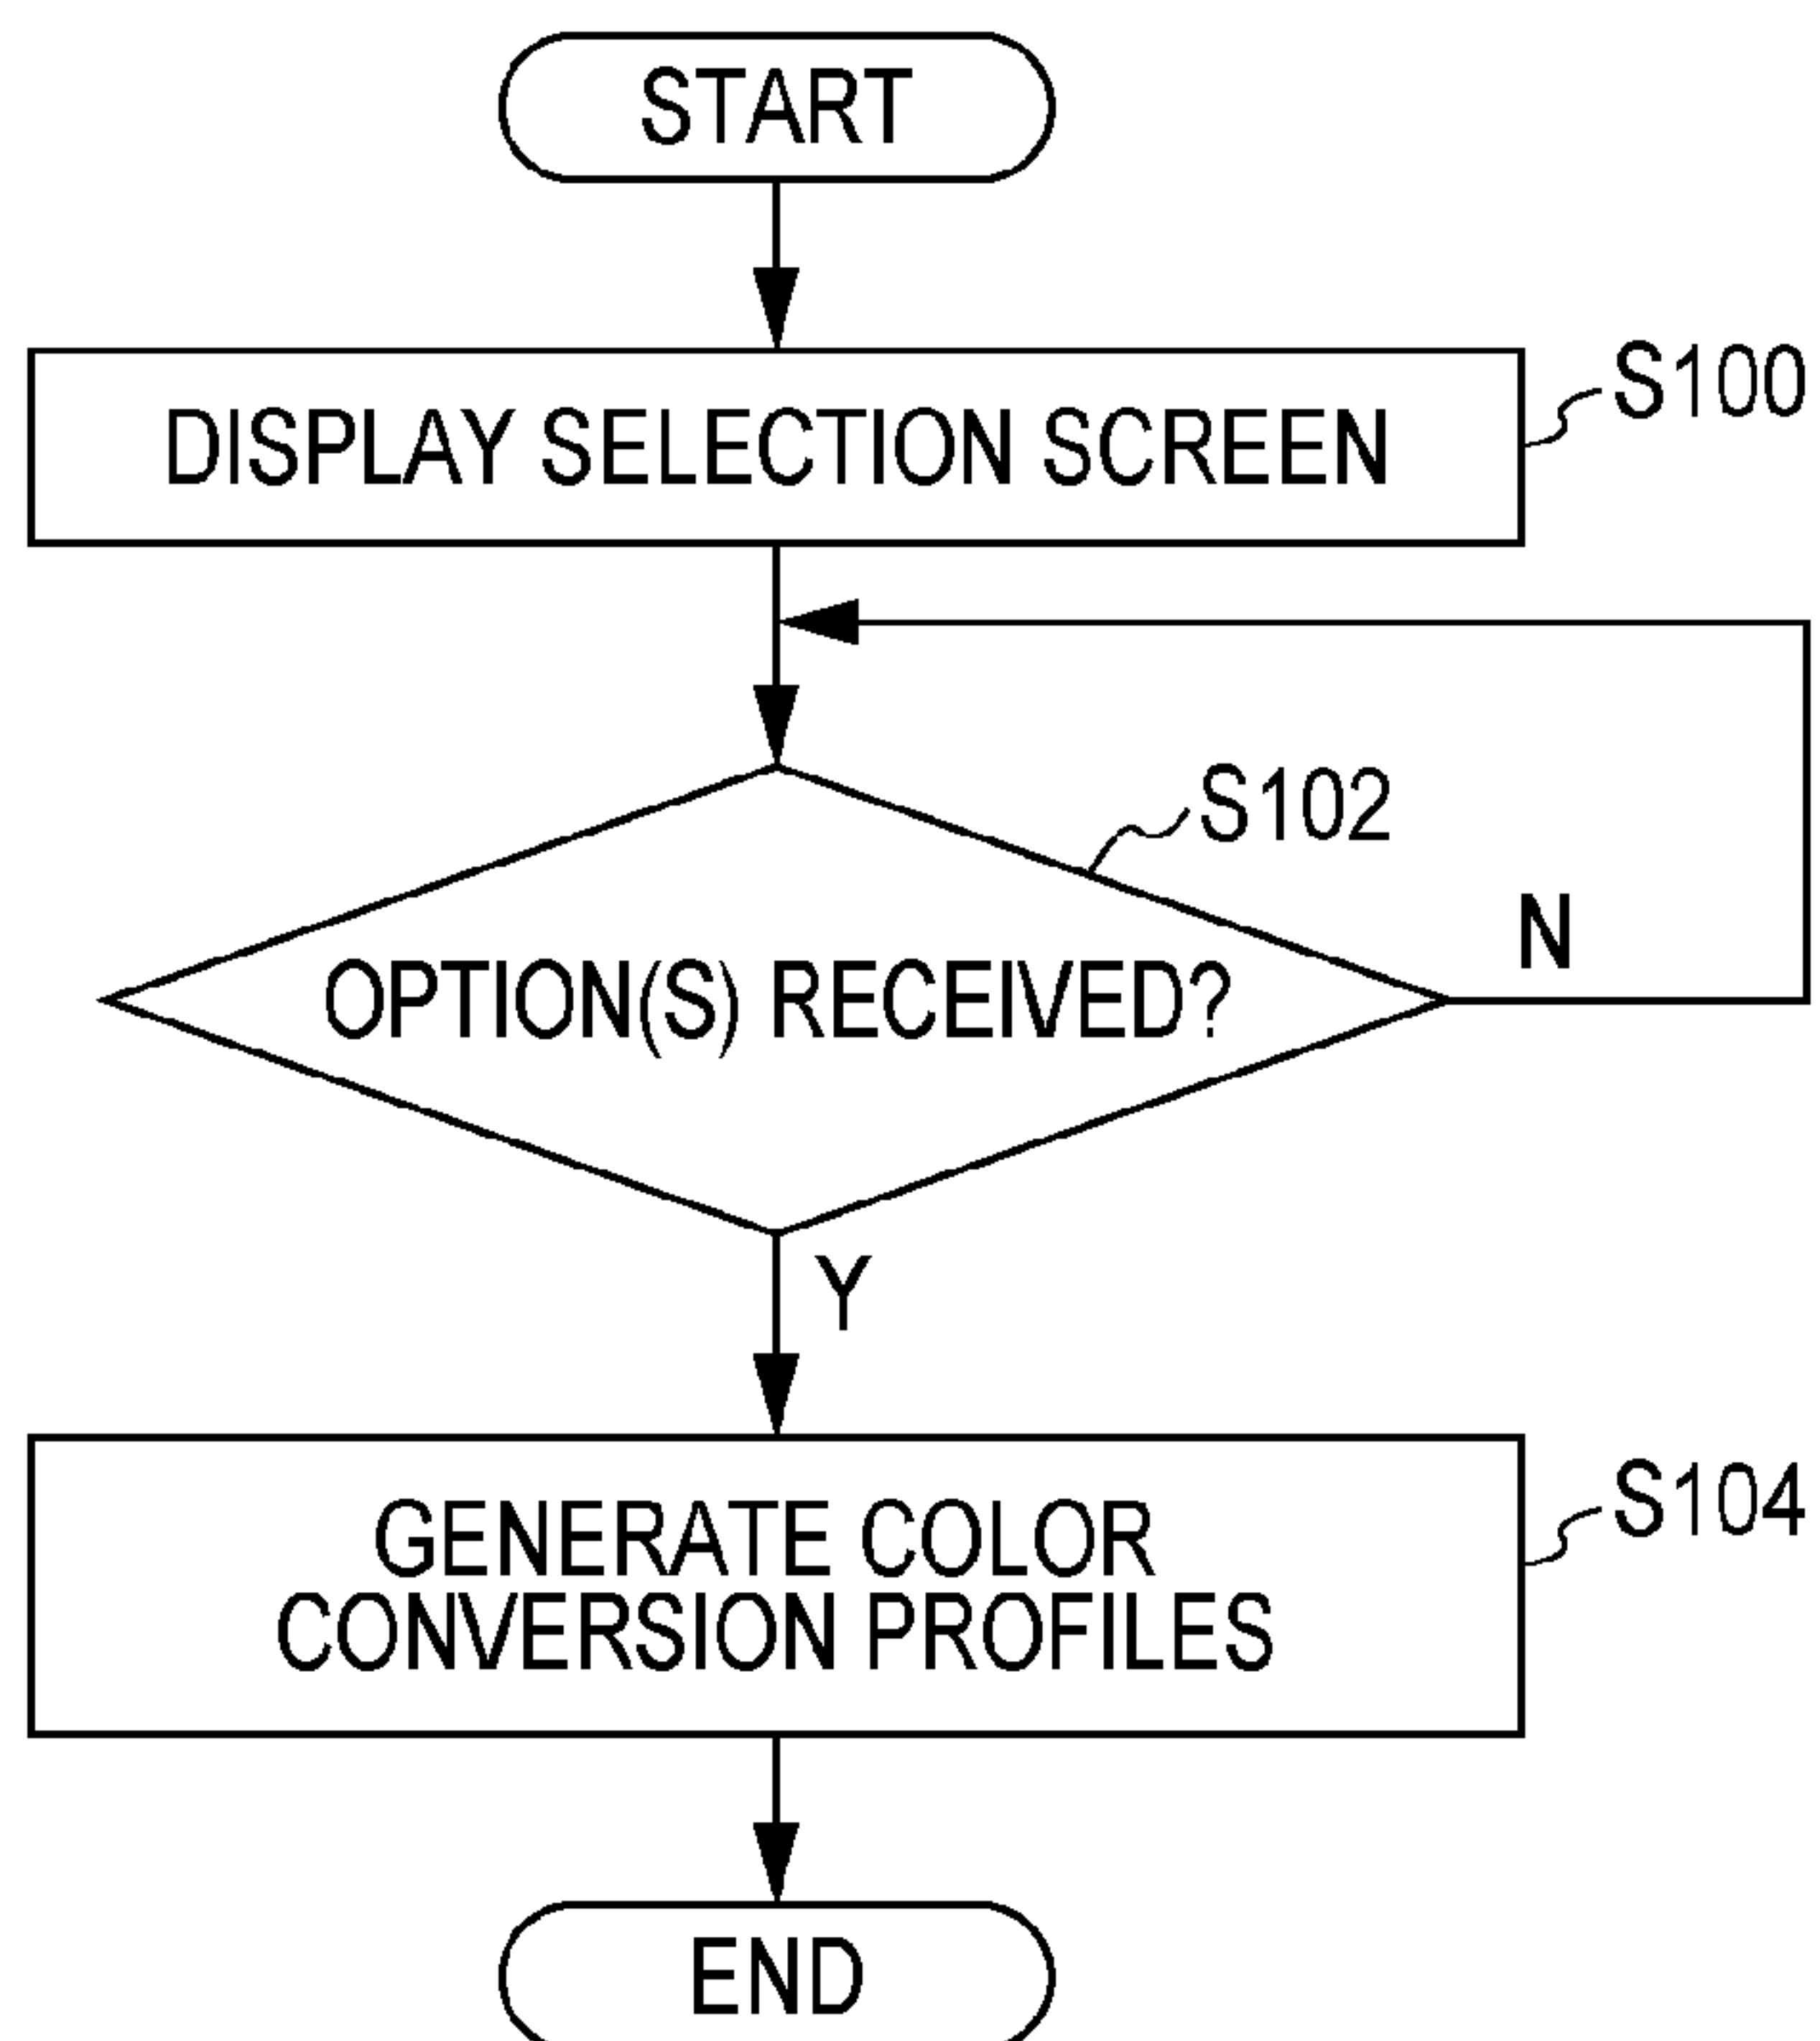 START
DISPLAY SELECTION SCREEN
S100
S102
OPTION(S) RECEIVED?
N
Y
GENERATE COLOR
CONVERSION PROFILES
S104
END